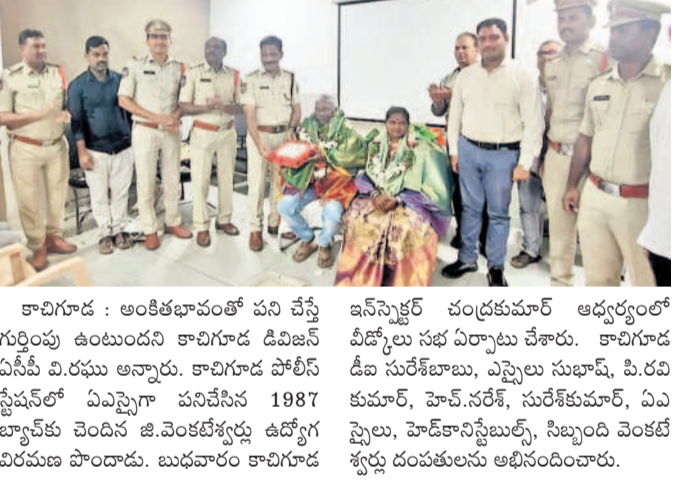 కాచిగూడ : అంకితభావంతో పని చేస్తే
గుర్తింపు ఉంటుందని కాచిగూడ డివిజన్
ఏసీపీ వి.రఘు అన్నారు. కాచిగూడ పోలీస్
స్టేషన్‌లో ఏఎస్సైగా పనిచేసిన 1987
బ్యాచ్‌కు చెందిన జి.వెంకటేశ్వర్లు ఉద్యోగ
విరమణ పొందాడు. బుధవారం కాచిగూడ
ఇన్‌స్పెక్టర్ చంద్రకుమార్ ఆధ్వర్యంలో
వీడ్కోలు సభ ఏర్పాటు చేశారు. కాచిగూడ
డీఐ సురేశ్‌బాబు, ఎస్సైలు సుభాష్, పి.రవి
కుమార్, హెచ్.నరేశ్, సురేశ్‌కుమార్, ఏఎ
స్సైలు, హెడ్‌కానిస్టేబుల్స్, సిబ్బంది వెంకటే
శ్వర్లు దంపతులను అభినందించారు.